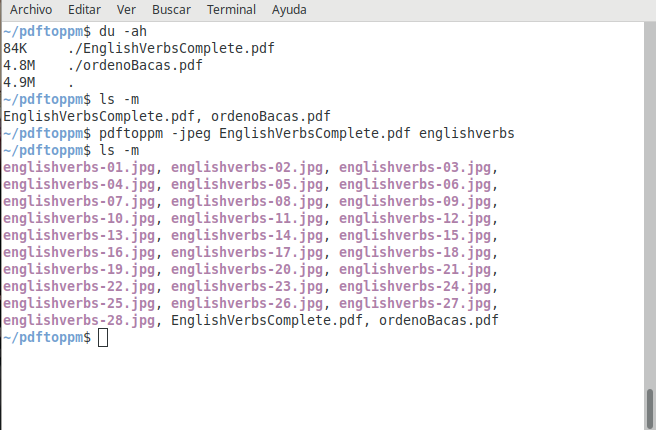 Archivo Editar Ver Buscar Terminal Ayuda
~/pdftoppm$ du -ah
84K ./EnglishVerbsComplete.pdf
4.8M ./ordenoBacas.pdf
4.9M .
~/pdftoppm$ ls -m
EnglishVerbsComplete.pdf, ordenoBacas.pdf
~/pdftoppm$ pdftoppm -jpeg EnglishVerbsComplete.pdf englishverbs
~/pdftoppm$ ls -m
englishverbs-01.jpg, englishverbs-02.jpg, englishverbs-03.jpg,
englishverbs-04.jpg, englishverbs-05.jpg, englishverbs-06.jpg,
englishverbs-07.jpg, englishverbs-08.jpg, englishverbs-09.jpg,
englishverbs-10.jpg, englishverbs-11.jpg, englishverbs-12.jpg,
englishverbs-13.jpg, englishverbs-14.jpg, englishverbs-15.jpg,
englishverbs-16.jpg, englishverbs-17.jpg, englishverbs-18.jpg,
englishverbs-19.jpg, englishverbs-20.jpg, englishverbs-21.jpg,
englishverbs-22.jpg, englishverbs-23.jpg, englishverbs-24.jpg,
englishverbs-25.jpg, englishverbs-26.jpg, englishverbs-27.jpg,
englishverbs-28.jpg, EnglishVerbsComplete.pdf, ordenoBacas.pdf
~/pdftoppm$